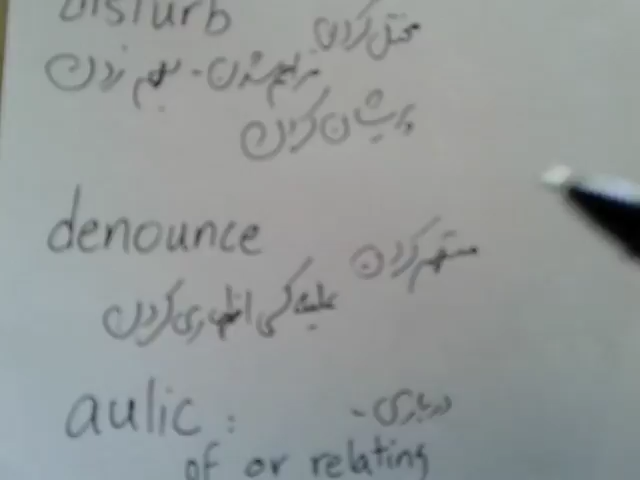 disturb
مختل کردن
مزاحم شدن - بهم زدن
پریشان کردن
denounce
متهم کردن
علیه کسی اظهاری کردن
aulic :
درباری -
of or relating